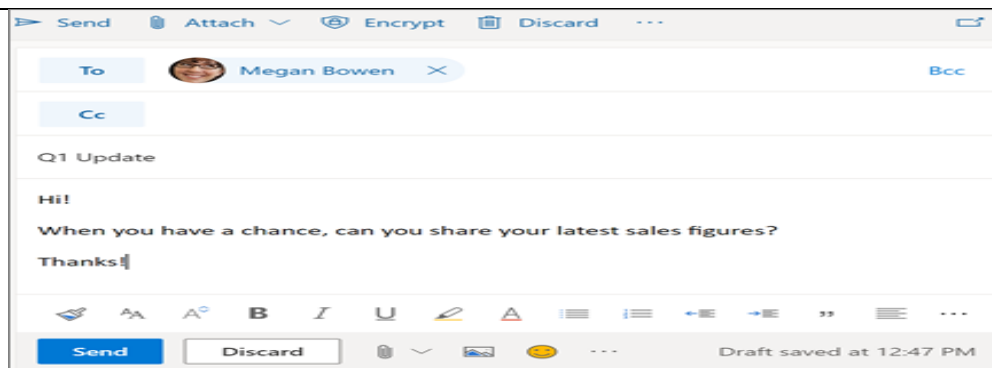 Send Attach Encrypt Discard ...
To Megan Bowen Bcc
Cc
Q1 Update
Hi!
When you have a chance, can you share your latest sales figures?
Thanks!
B I U A
Send Discard ... Draft saved at 12:47 PM